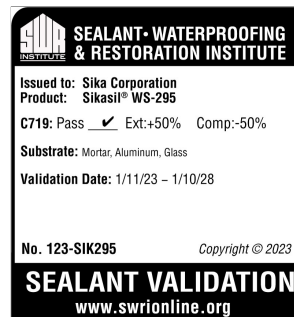 SWR
INSTITUTE
SEALANT • WATERPROOFING
& RESTORATION INSTITUTE
Issued to: Sika Corporation
Product: Sikasil® WS-295
C719: Pass ✔ Ext:+50% Comp:-50%
Substrate: Mortar, Aluminum, Glass
Validation Date: 1/11/23 – 1/10/28
No. 123-SIK295 Copyright © 2023
SEALANT VALIDATION
www.swrionline.org